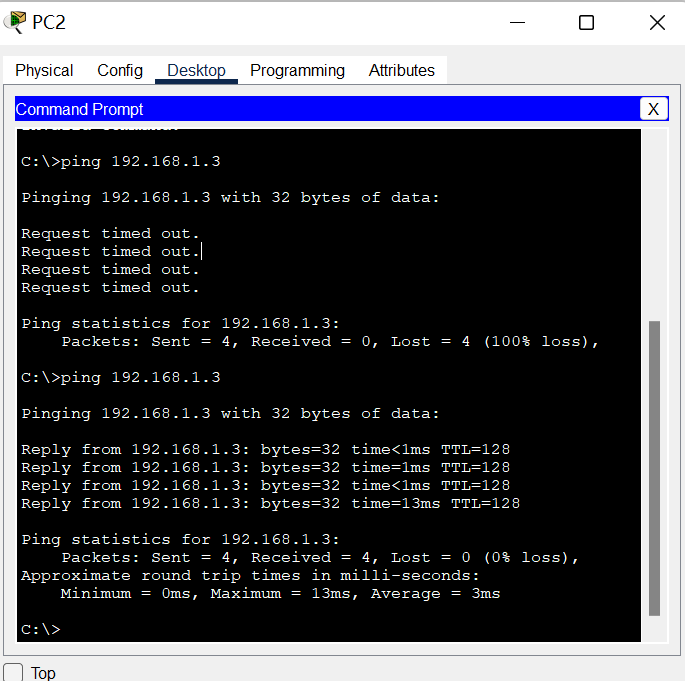 PC2
Physical Config Desktop Programming Attributes
Command Prompt X
C:\>ping 192.168.1.3
Pinging 192.168.1.3 with 32 bytes of data:
Request timed out.
Request timed out.
Request timed out.
Request timed out.
Ping statistics for 192.168.1.3:
Packets: Sent = 4, Received = 0, Lost = 4 (100% loss),
C:\>ping 192.168.1.3
Pinging 192.168.1.3 with 32 bytes of data:
Reply from 192.168.1.3: bytes=32 time<1ms TTL=128
Reply from 192.168.1.3: bytes=32 time=1ms TTL=128
Reply from 192.168.1.3: bytes=32 time<1ms TTL=128
Reply from 192.168.1.3: bytes=32 time=13ms TTL=128
Ping statistics for 192.168.1.3:
Packets: Sent = 4, Received = 4, Lost = 0 (0% loss),
Approximate round trip times in milli-seconds:
Minimum = 0ms, Maximum = 13ms, Average = 3ms
C:\>
Top